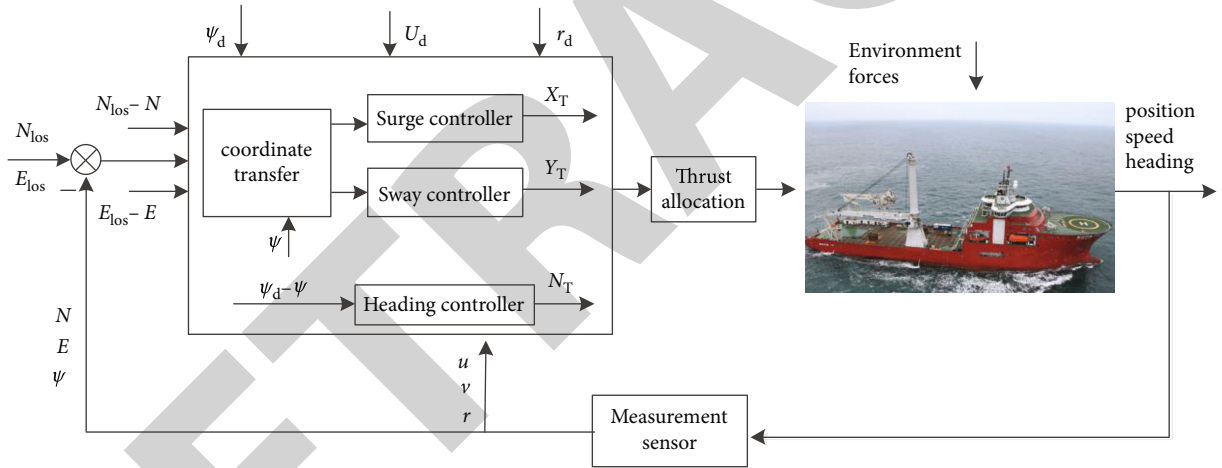 ψd
Ud
rd
Environment
forces
Nlos
Elos
−
Nlos− N
Elos− E
coordinate
transfer
ψ
Surge controller
XT
Sway controller
YT
ψd−ψ
Heading controller
NT
Thrust
allocation
position
speed
heading
N
E
ψ
u
v
r
Measurement
sensor
ETRAC